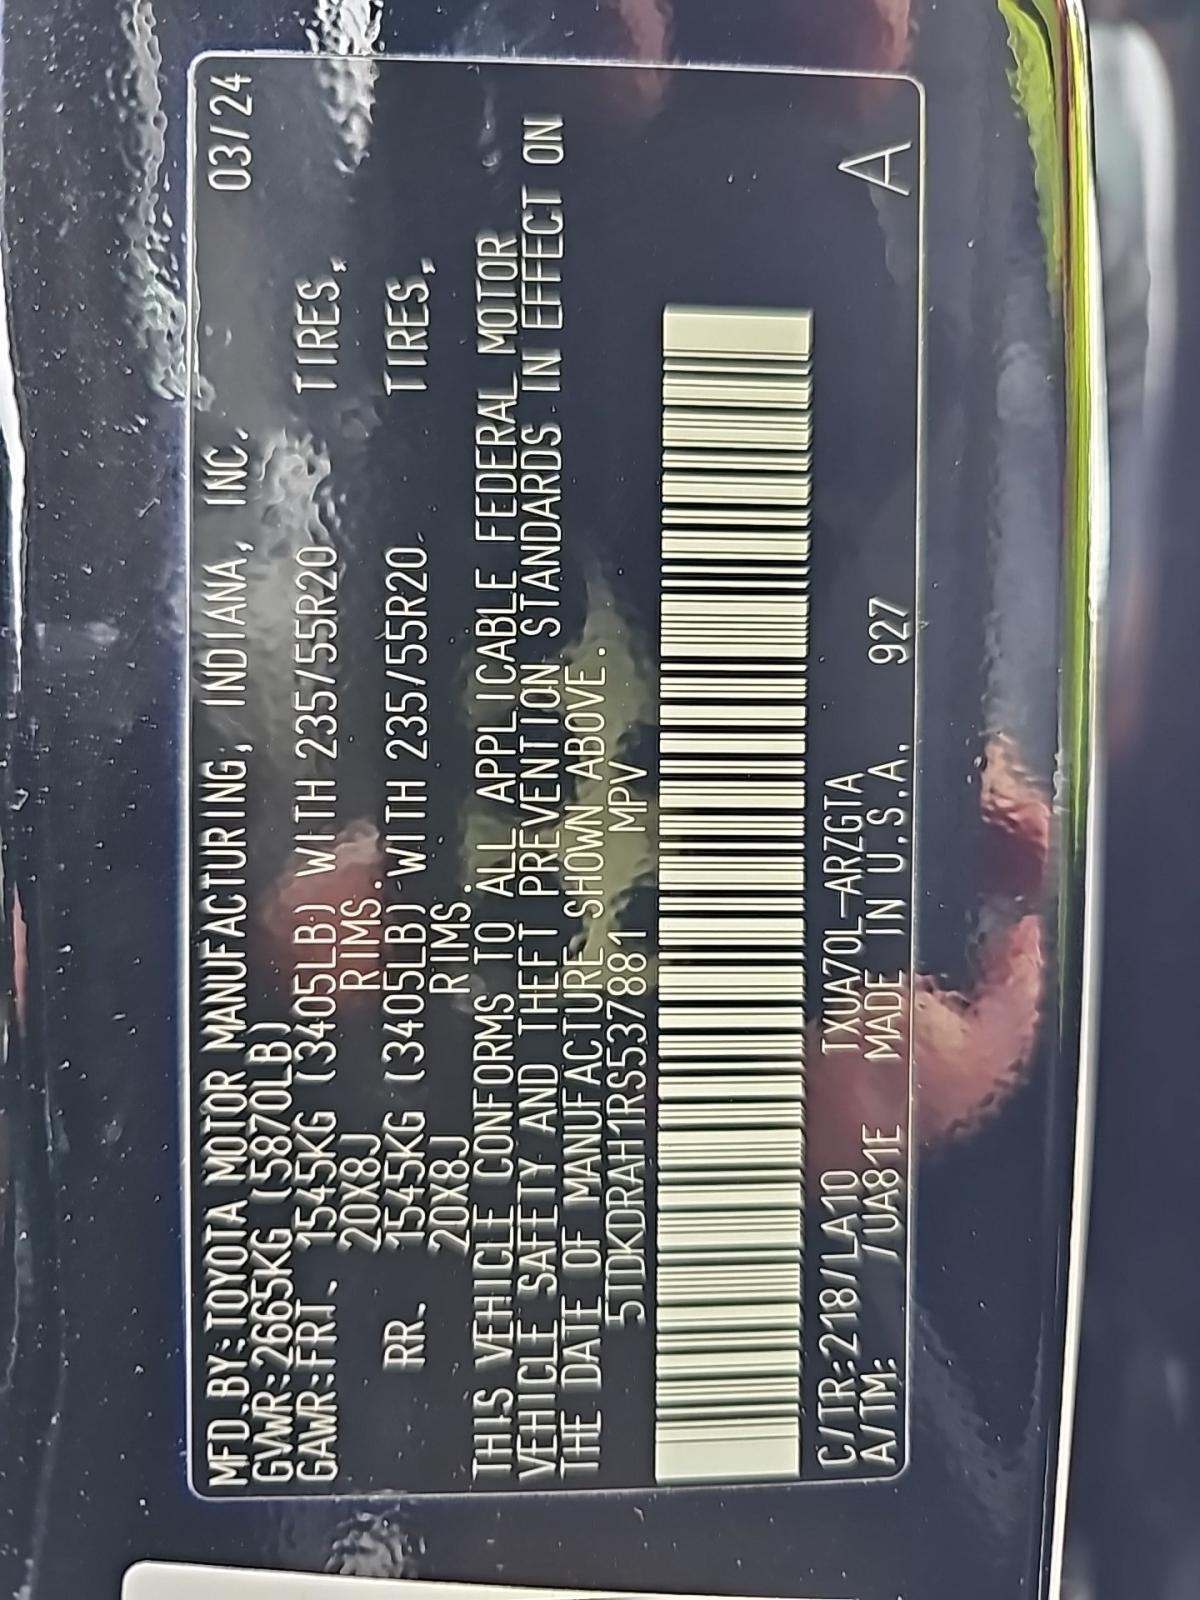 MFD.BY:TOYOTA MOTOR MANUFACTURING, INDIANA, INC. 03/24
GVWR:2665KG (5870LB)
GAWR:FRT. 1545KG (3405LB) WITH 235/55R20 TIRES,
20X8J RIMS.
RR. 1545KG (3405LB) WITH 235/55R20 TIRES,
20X8J RIMS.
THIS VEHICLE CONFORMS TO ALL APPLICABLE FEDERAL MOTOR
VEHICLE SAFETY AND THEFT PREVENTION STANDARDS IN EFFECT ON
THE DATE OF MANUFACTURE SHOWN ABOVE.
5TDKDRAH1RS537881 MPV
C/TR:218/LA10 TXUA70L-ARZGTA
A/TM: /UA81E MADE IN U.S.A. 927 A